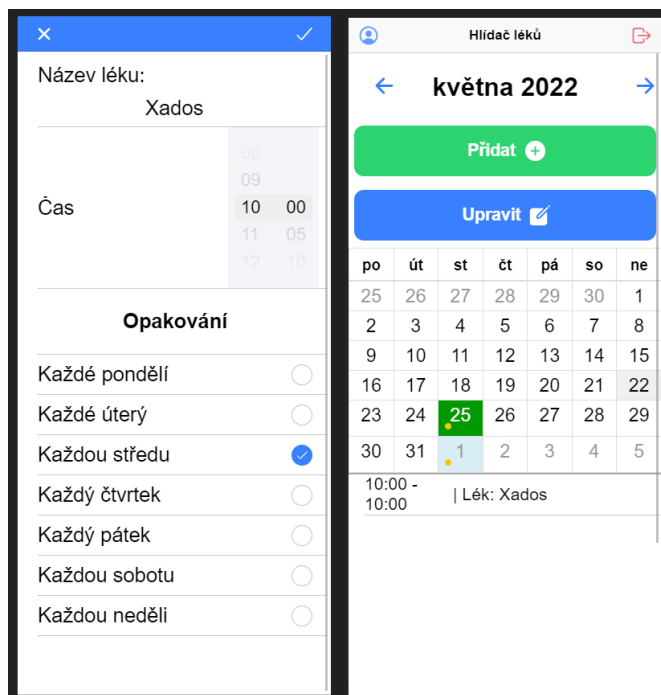 Název léku:
Xados
Čas
08
09
10 00
11 05
12 10
Opakování
Každé pondělí
Každé úterý
Každou středu
Každý čtvrtek
Každý pátek
Každou sobotu
Každou neděli
Hlídač léků
května 2022
Přidat
Upravit
po út st čt pá so ne
25 26 27 28 29 30 1
2 3 4 5 6 7 8
9 10 11 12 13 14 15
16 17 18 19 20 21 22
23 24 25 26 27 28 29
30 31 1 2 3 4 5
10:00 -
10:00 | Lék: Xados